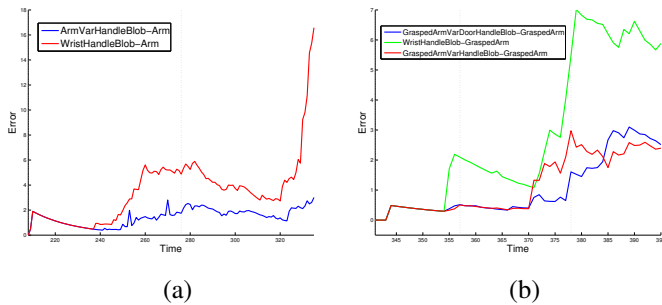 18
16
14
12
10
8
6
4
2
0
Error
ArmVarHandleBlob-Arm
WristHandleBlob-Arm
220 240 260 280 300 320
Time
(a)
7
6
5
4
3
2
1
0
Error
GraspedArmVarDoorHandleBlob-GraspedArm
WristHandleBlob-GraspedArm
GraspedArmVarHandleBlob-GraspedArm
345 350 355 360 365 370 375 380 385 390 395
Time
(b)